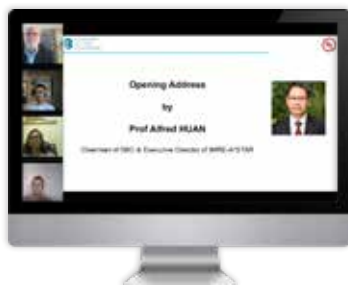 Opening Address
by
Prof Alfred HUAN
Chairman of SBC & Executive Director of IMRE-A*STAR